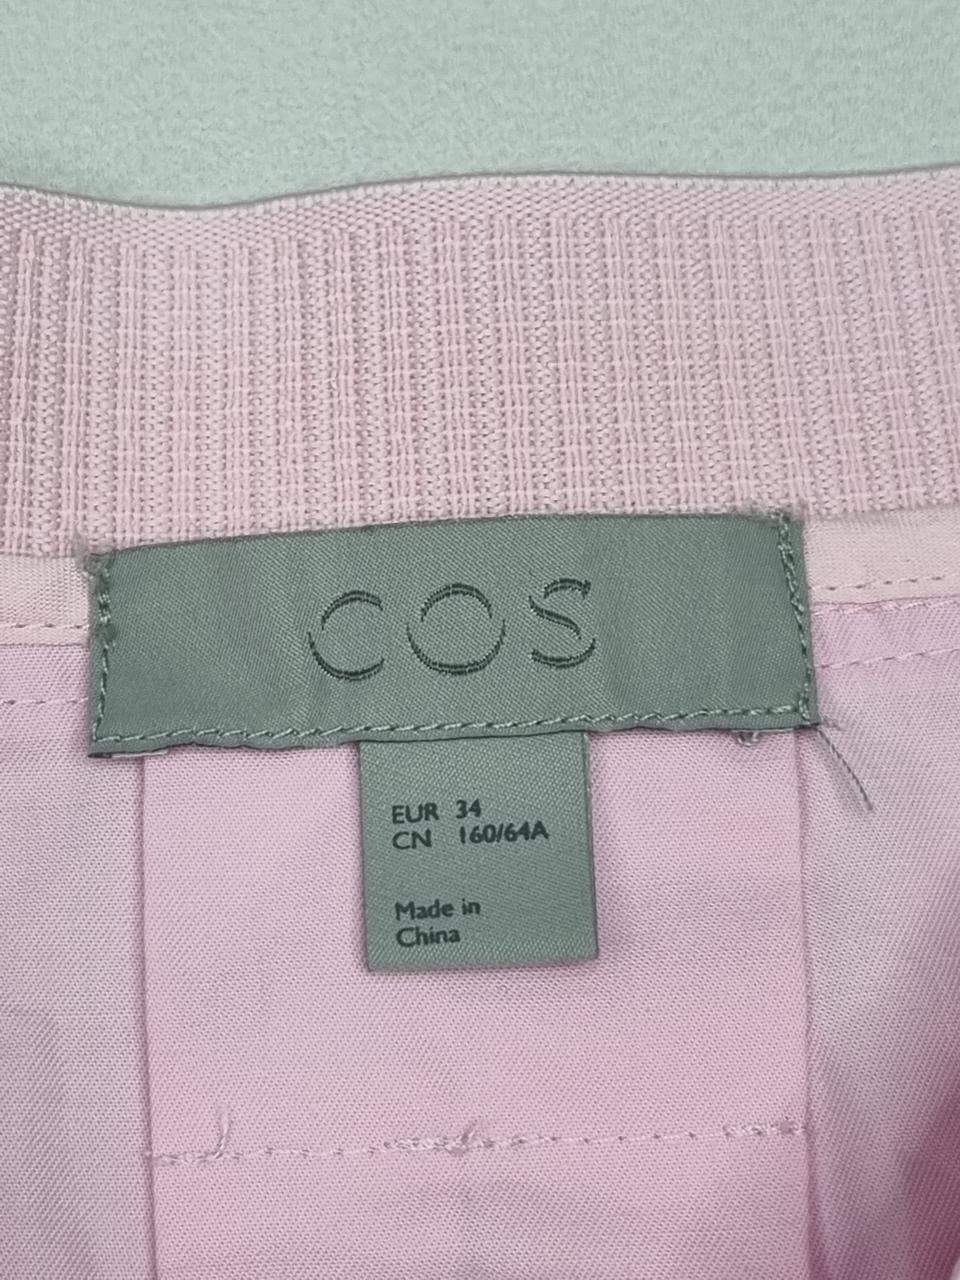 COS
EUR 34
CN 160/64A
Made in
China